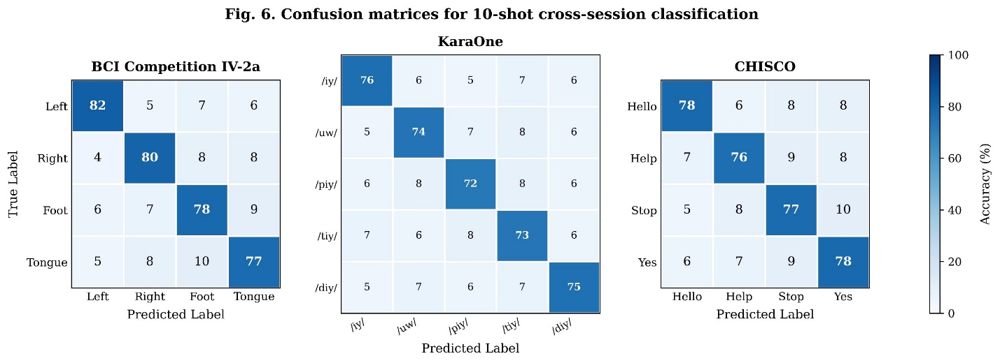 Fig. 6. Confusion matrices for 10-shot cross-session classification
BCI Competition IV-2a
True Label
Left 82 5 7 6
Right 4 80 8 8
Foot 6 7 78 9
Tongue 5 8 10 77
Left Right Foot Tongue
Predicted Label
KaraOne
/iy/ 76 6 5 7 6
/uw/ 5 74 7 8 6
/piy/ 6 8 72 8 6
/tiy/ 7 6 8 73 6
/diy/ 5 7 6 7 75
/iy/ /uw/ /piy/ /tiy/ /diy/
Predicted Label
CHISCO
Hello 78 6 8 8
Help 7 76 9 8
Stop 5 8 77 10
Yes 6 7 9 78
Hello Help Stop Yes
Predicted Label
100
80
60
40
20
0
Accuracy (%)